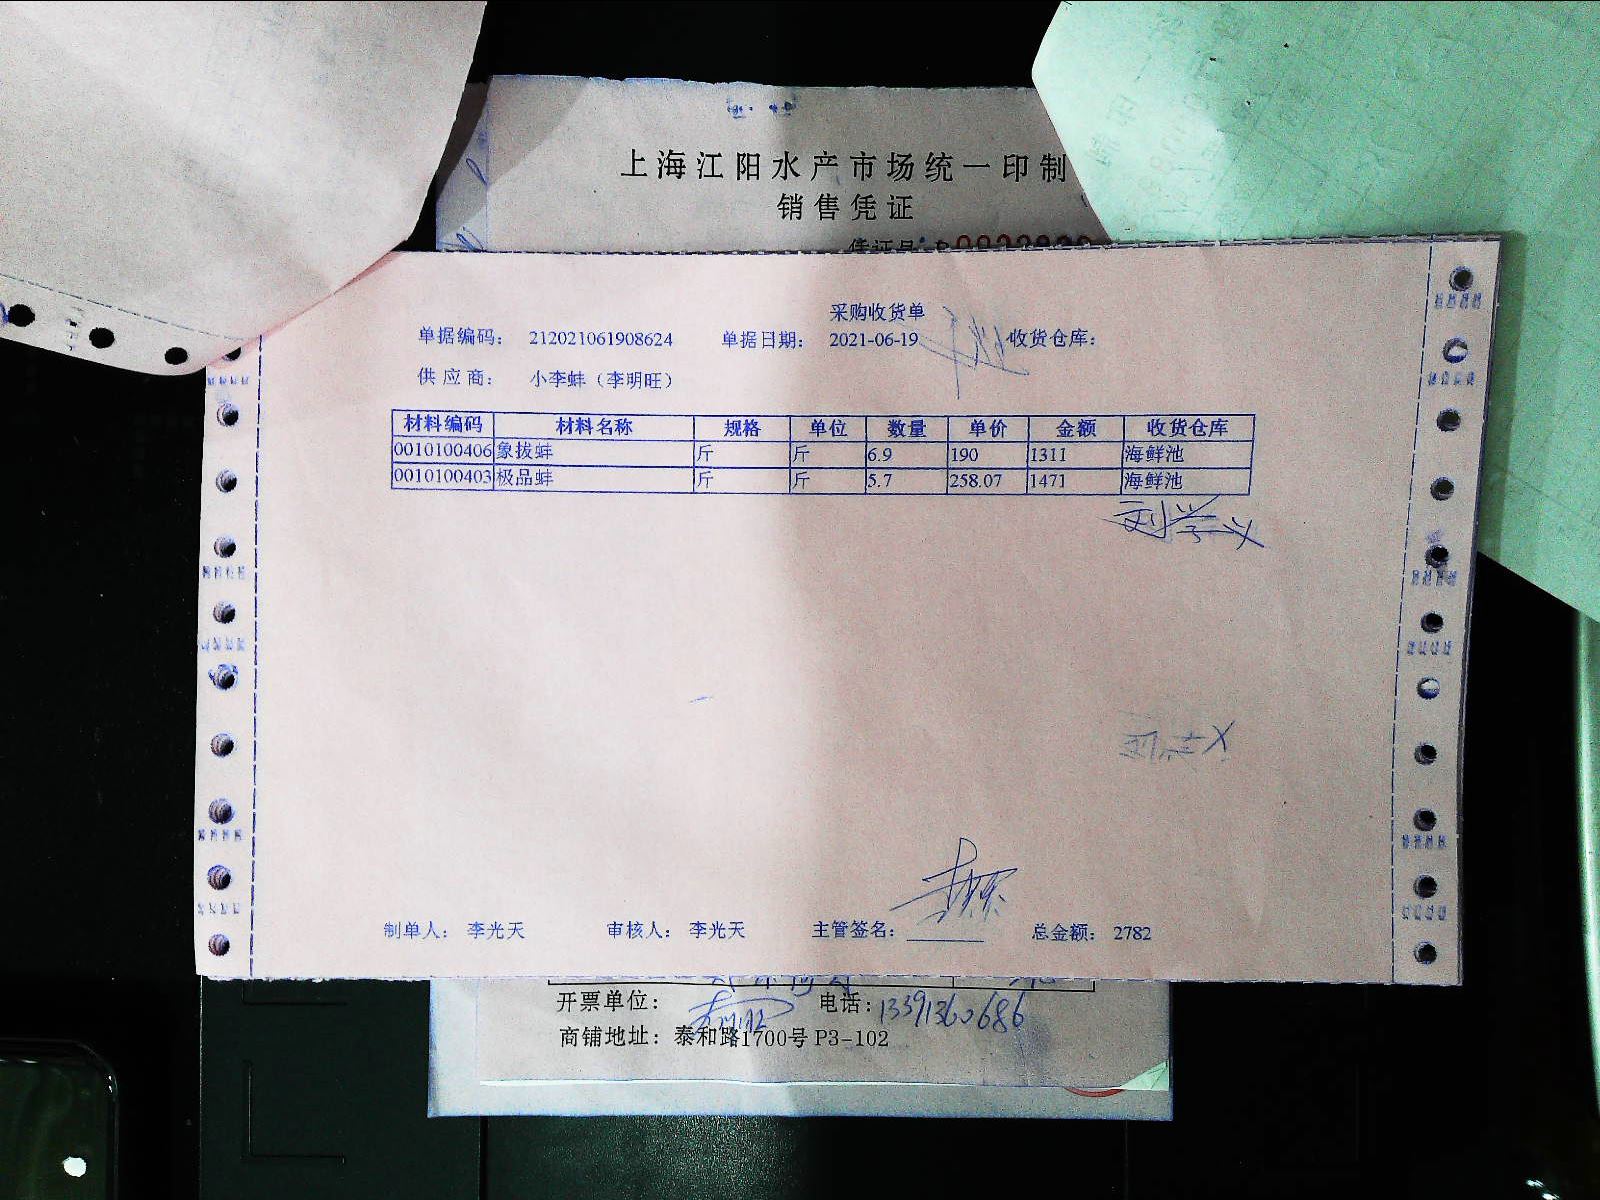 上海江阳水产市场统一印制
销售凭证
采购收货单
单据编码： 212021061908624 单据日期： 2021-06-19 收货仓库：
供 应 商： 小李蚌（李明旺）
材料编码 材料名称 规格 单位 数量 单价 金额 收货仓库
0010100406 象拔蚌 斤 斤 6.9 190 1311 海鲜池
0010100403 极品蚌 斤 斤 5.7 258.07 1471 海鲜池
刘学义
制单人： 李光天 审核人： 李光天 主管签名： 总金额： 2782
开票单位： 电话：13391360686
商铺地址： 泰和路1700号 P3-102